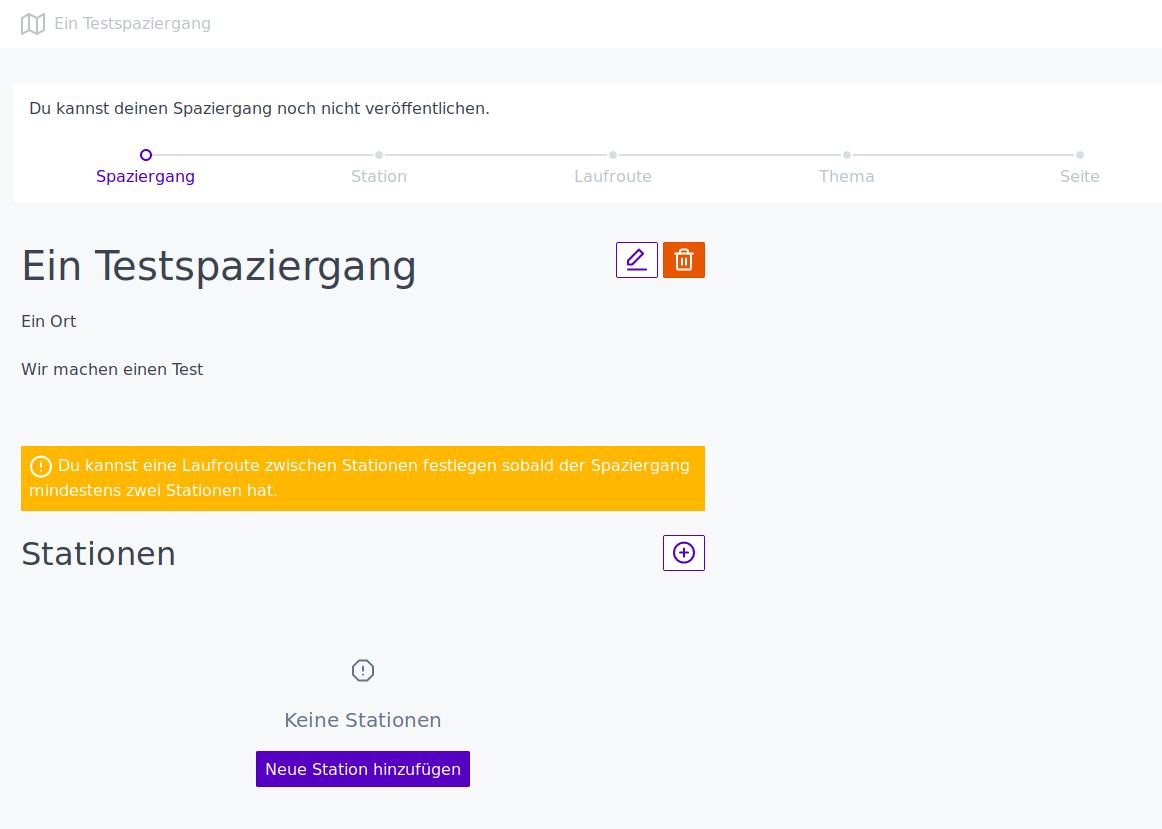 Ein Testspaziergang
Du kannst deinen Spaziergang noch nicht veröffentlichen.
Spaziergang Station Laufroute Thema Seite
Ein Testspaziergang
Ein Ort
Wir machen einen Test
Du kannst eine Laufroute zwischen Stationen festlegen sobald der Spaziergang
mindestens zwei Stationen hat.
Stationen
Keine Stationen
Neue Station hinzufügen